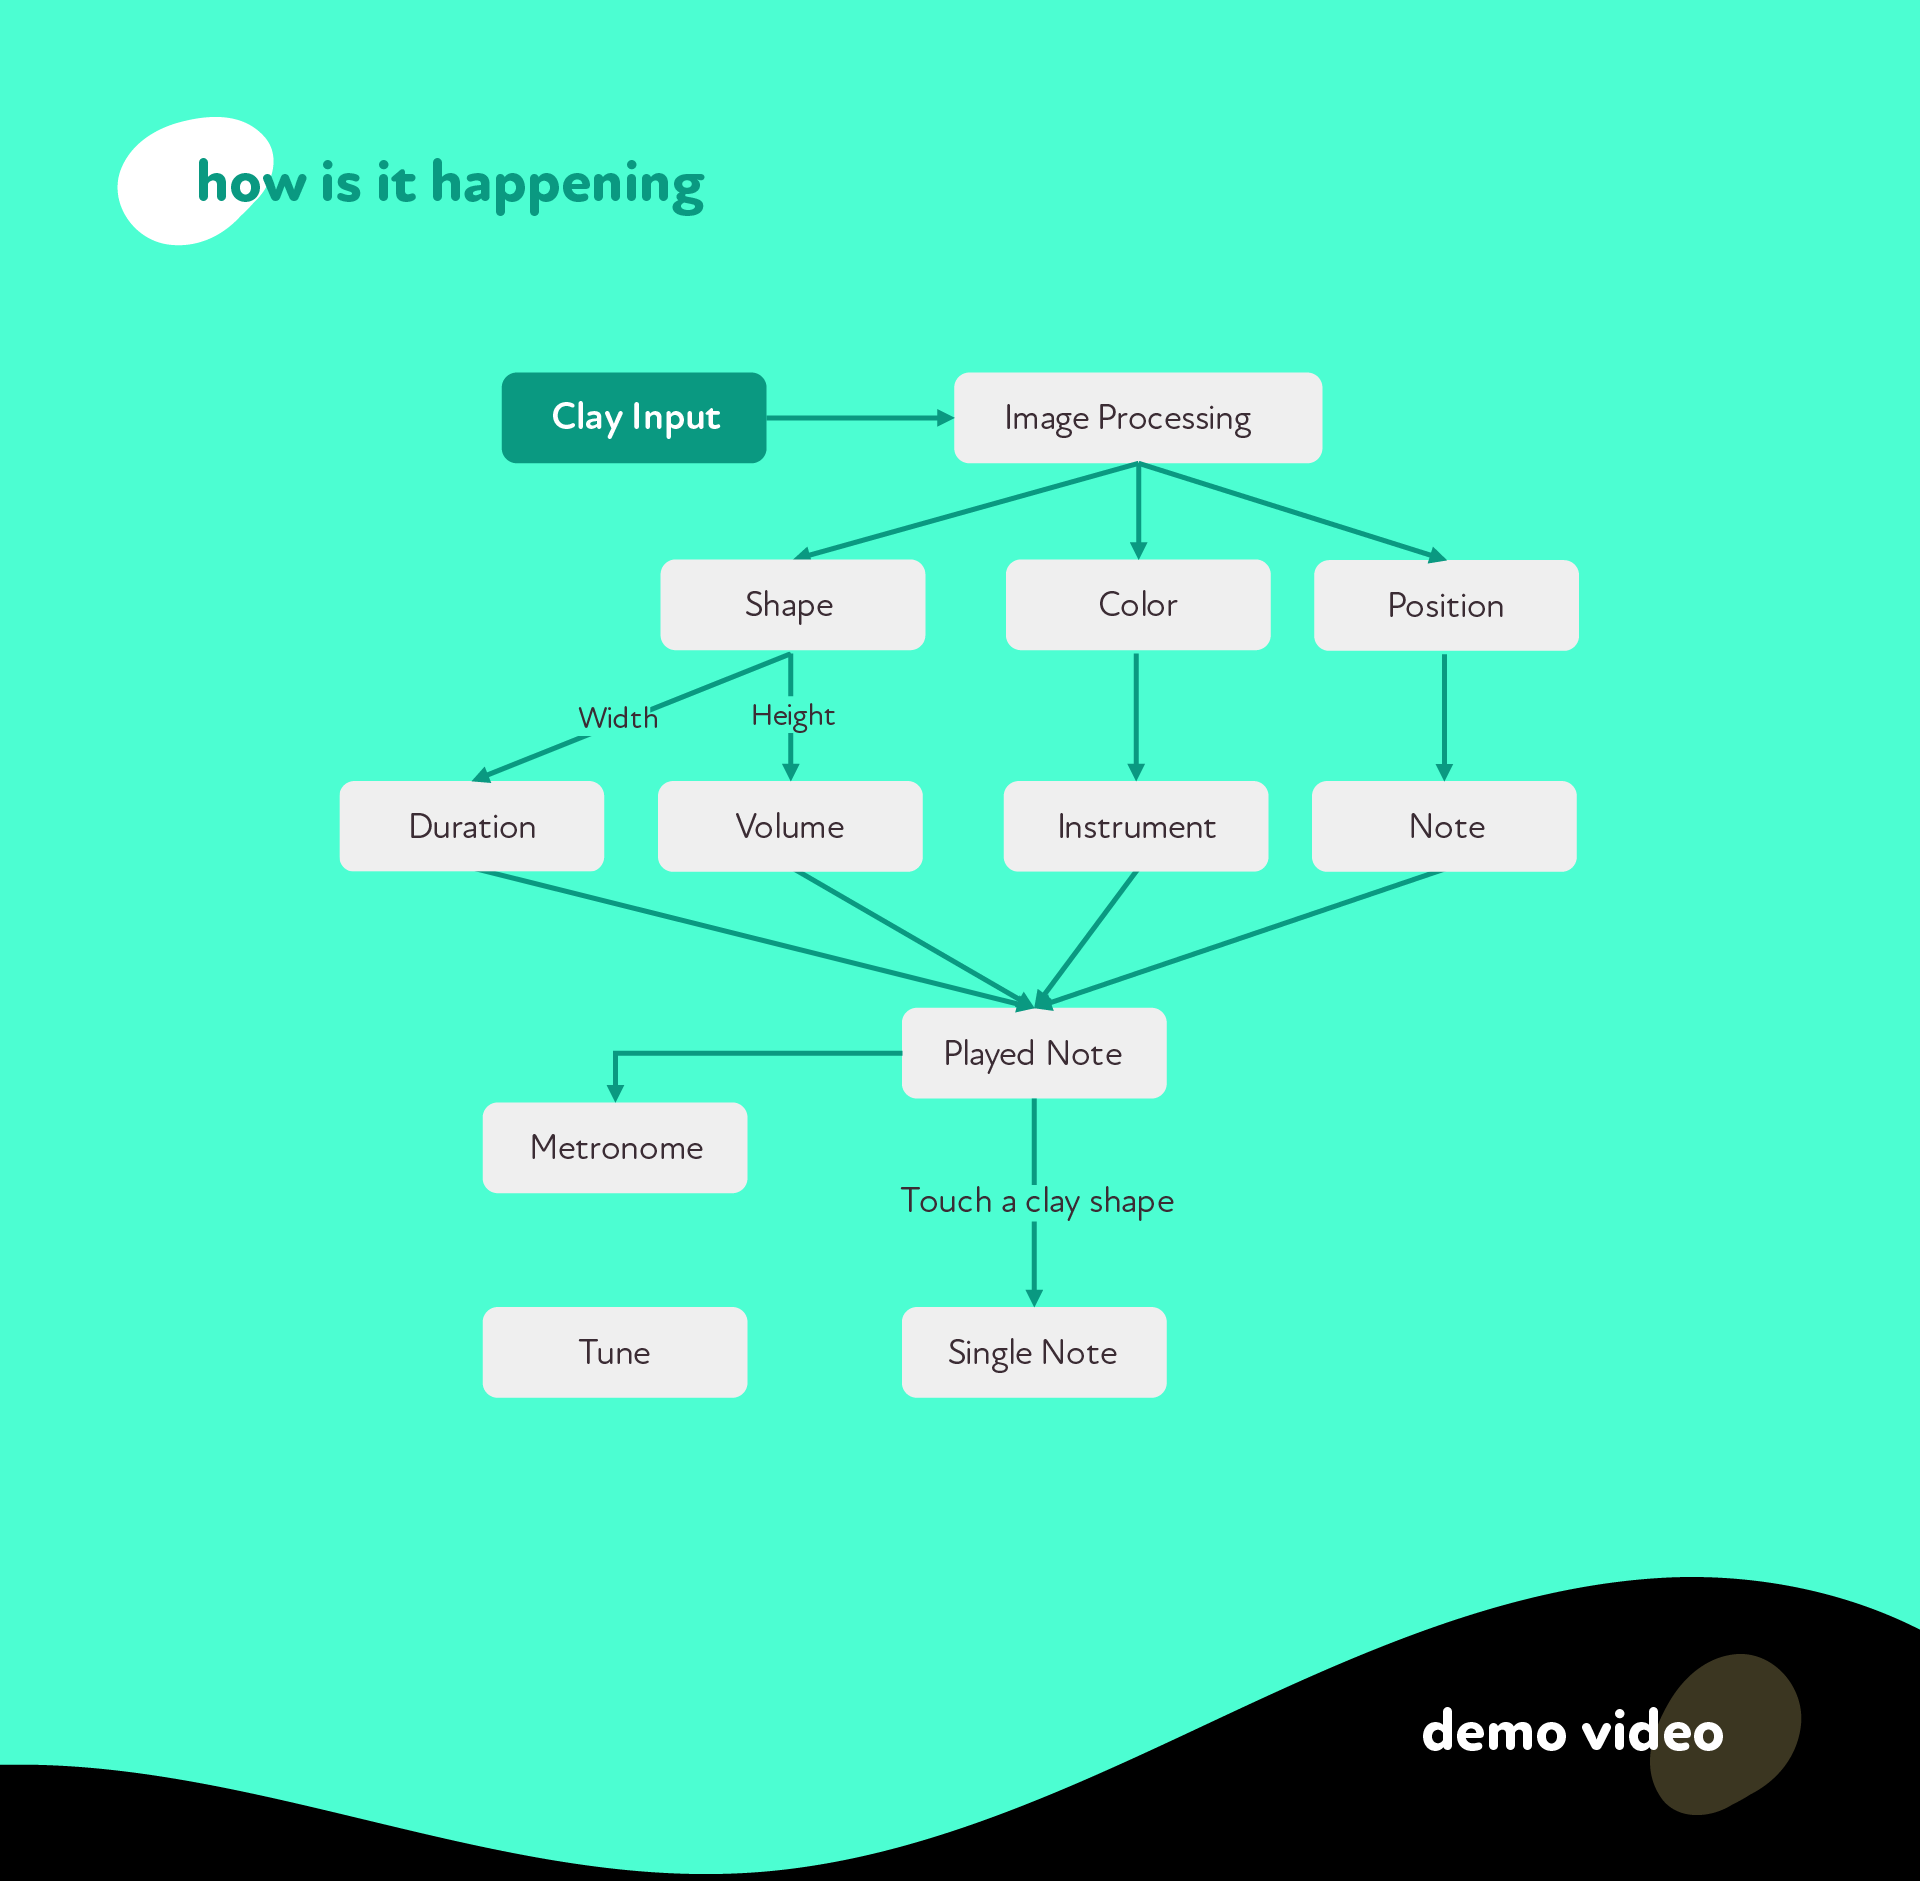 how is it happening
Clay Input
Image Processing
Shape
Color
Position
Width
Height
Duration
Volume
Instrument
Note
Played Note
Metronome
Touch a clay shape
Tune
Single Note
demo video